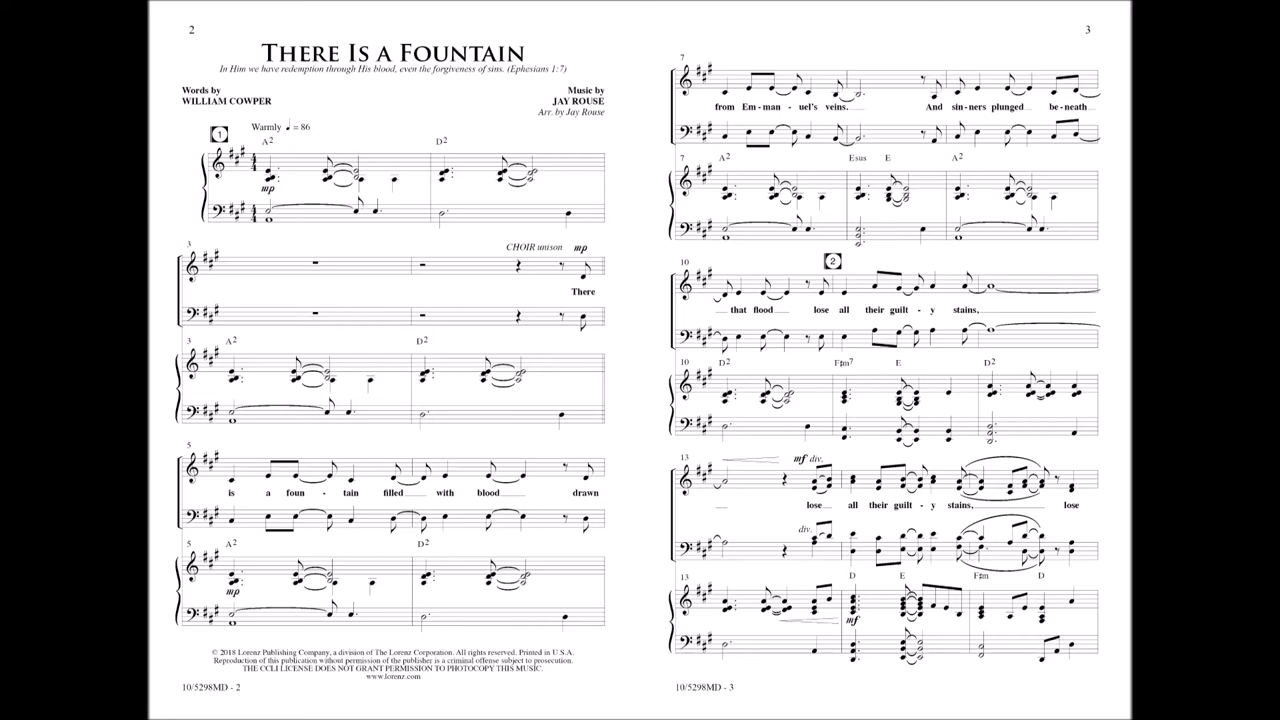 2
THERE IS A FOUNTAIN
In Him we have redemption through His blood, even the forgiveness of sins. (Ephesians 1:7)
Words by
WILLIAM COWPER
Music by
JAY ROUSE
Arr. by Jay Rouse
1
Warmly ♩ = 86
A2 D2
mp
3
CHOIR unison mp
There
3
A2 D2
5
is a foun - tain filled with blood drawn
5
A2 D2
mp
© 2018 Lorenz Publishing Company, a division of The Lorenz Corporation. All rights reserved. Printed in U.S.A.
Reproduction of this publication without permission of the publisher is a criminal offense subject to prosecution.
THE CCLI LICENSE DOES NOT GRANT PERMISSION TO PHOTOCOPY THIS MUSIC.
www.lorenz.com
10/5298MD - 2
3
7
from Em - man - uel's veins. And sin-ners plunged be-neath
7
A2 Esus E A2
2
10
that flood lose all their guilt - y stains,
10
D2 F#m7 E D2
13
mf div.
lose all their guilt - y stains, lose
div.
13
D E F#m D
mf
10/5298MD - 3